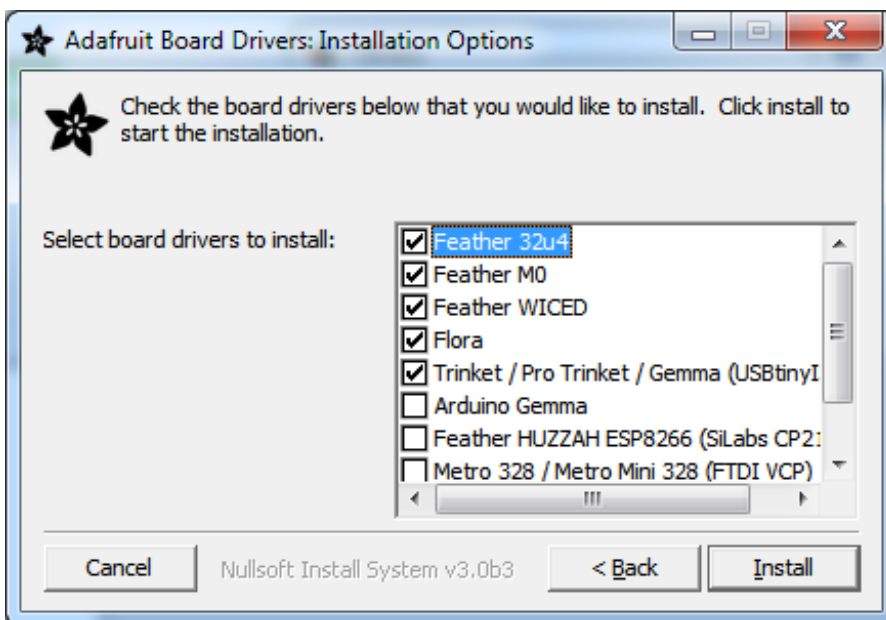 Adafruit Board Drivers: Installation Options
Check the board drivers below that you would like to install.  Click install to
start the installation.
Select board drivers to install:
Feather 32u4
Feather M0
Feather WICED
Flora
Trinket / Pro Trinket / Gemma (USBtinyI
Arduino Gemma
Feather HUZZAH ESP8266 (SiLabs CP21
Metro 328 / Metro Mini 328 (FTDI VCP)
Cancel
Nullsoft Install System v3.0b3
< Back
Install